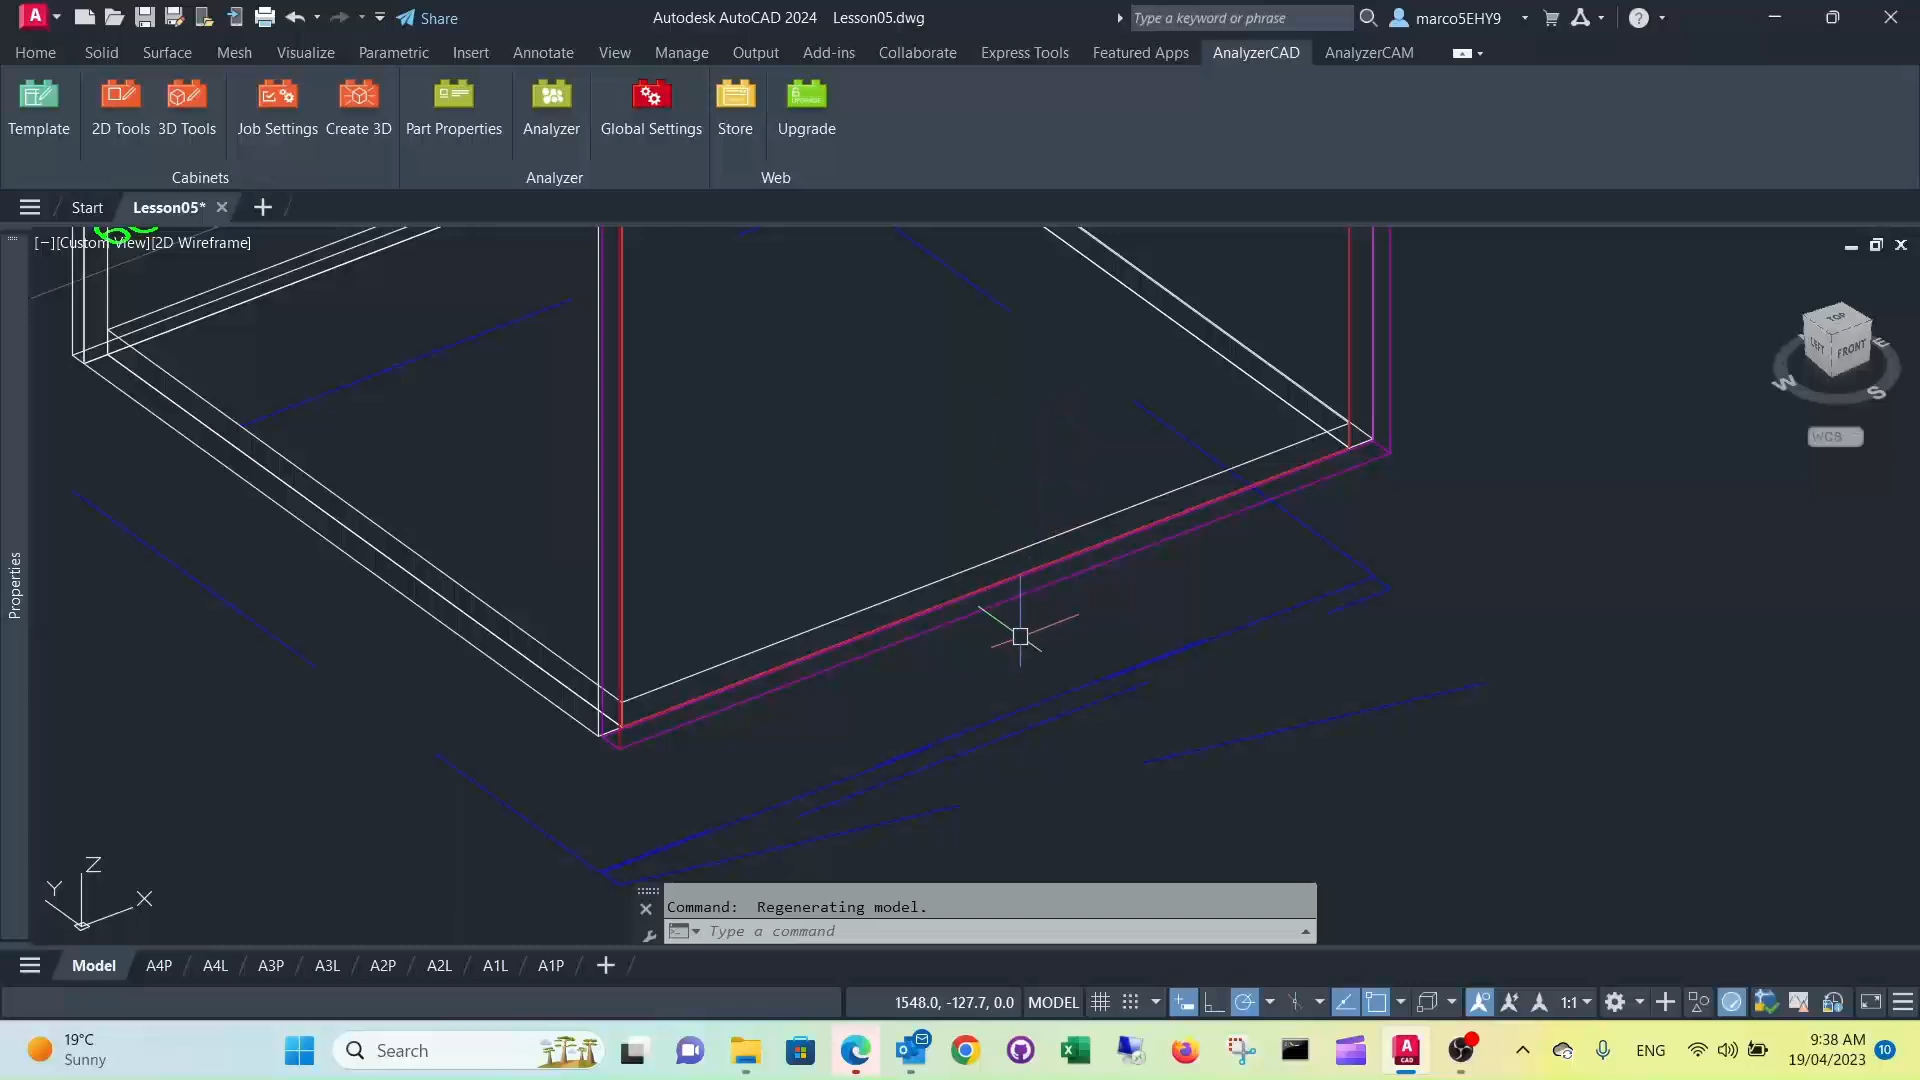 Share
Autodesk AutoCAD 2024 Lesson05.dwg
Type a keyword or phrase
marco5EHY9
Home Solid Surface Mesh Visualize Parametric Insert Annotate View Manage Output Add-ins Collaborate Express Tools Featured Apps AnalyzerCAD AnalyzerCAM
Template 2D Tools 3D Tools Job Settings Create 3D Part Properties Analyzer Global Settings Store Upgrade
Cabinets Analyzer Web
Start Lesson05*
[−][Custom View][2D Wireframe]
TOP
LEFT FRONT
W S E
WCS
Properties
Z
Y X
Command: Regenerating model.
Type a command
Model A4P A4L A3P A3L A2P A2L A1L A1P
1548.0, -127.7, 0.0 MODEL 1:1
19°C
Sunny
Search
ENG
9:38 AM
19/04/2023
10